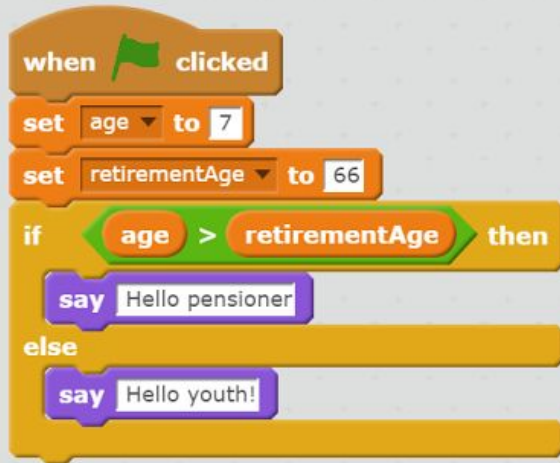 when clicked
set age to 7
set retirementAge to 66
if age > retirementAge then
say Hello pensioner
else
say Hello youth!